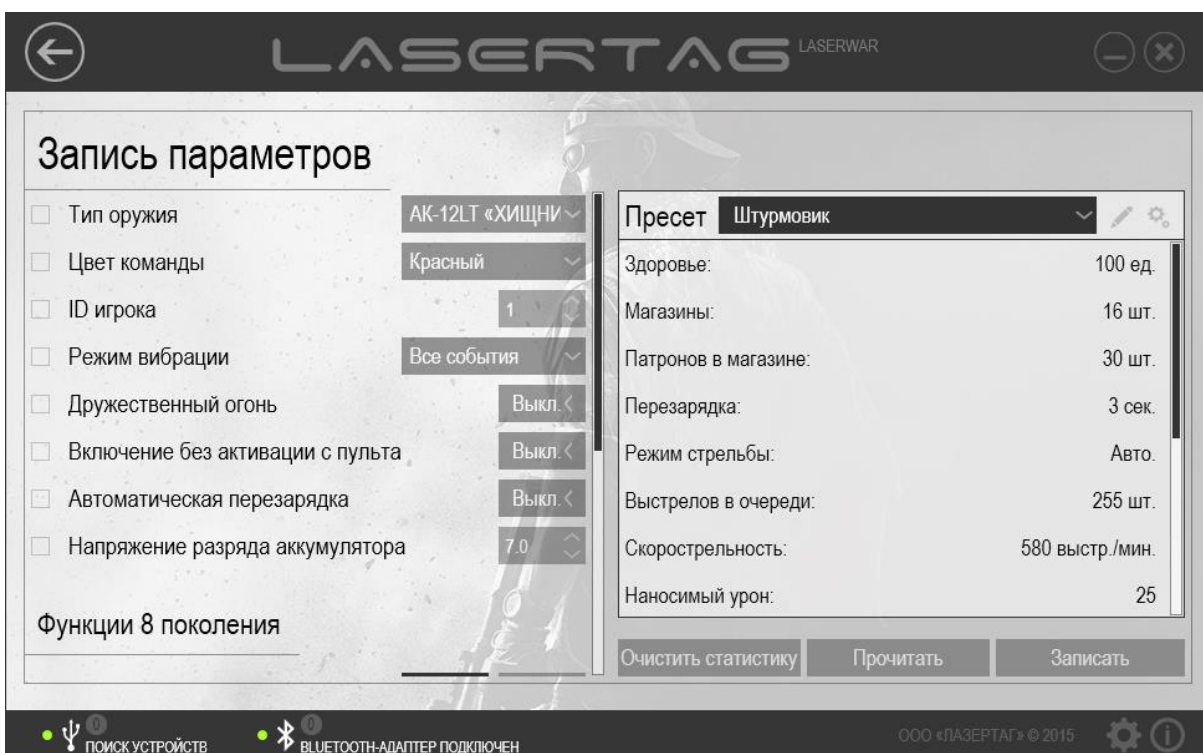 LASERTAG LASERWAR
Запись параметров
Тип оружия АК-12LT «ХИЩНИ
Цвет команды Красный
ID игрока 1
Режим вибрации Все события
Дружественный огонь Выкл.
Включение без активации с пульта Выкл.
Автоматическая перезарядка Выкл.
Напряжение разряда аккумулятора 7.0
Функции 8 поколения
Пресет Штурмовик
Здоровье: 100 ед.
Магазины: 16 шт.
Патронов в магазине: 30 шт.
Перезарядка: 3 сек.
Режим стрельбы: Авто.
Выстрелов в очереди: 255 шт.
Скорострельность: 580 выстр./мин.
Наносимый урон: 25
Очистить статистику Прочитать Записать
0 ПОИСК УСТРОЙСТВ 0 BLUETOOTH-АДАПТЕР ПОДКЛЮЧЕН ООО «ЛАЗЕРТАГ» © 2015